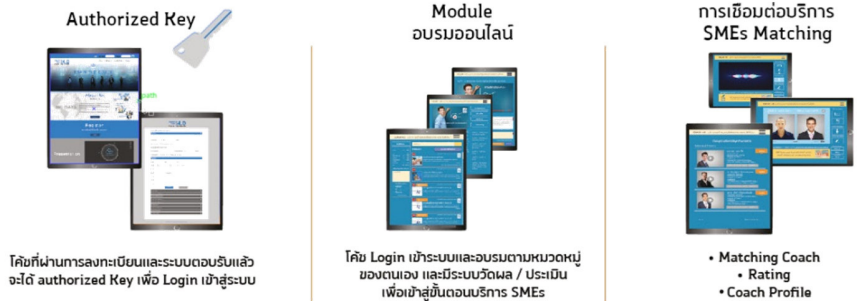 Authorized Key
โค้ชที่ผ่านการลงทะเบียนและระบบตอบรับแล้ว
จะได้ authorized Key เพื่อ Login เข้าสู่ระบบ
Module
อบรมออนไลน์
โค้ช Login เข้าระบบและอบรมตามหมวดหมู่
ของตนเอง และมีระบบวัดผล / ประเมิน
เพื่อเข้าสู่ขั้นตอนบริการ SMEs
การเชื่อมต่อบริการ
SMEs Matching
• Matching Coach
• Rating
• Coach Profile